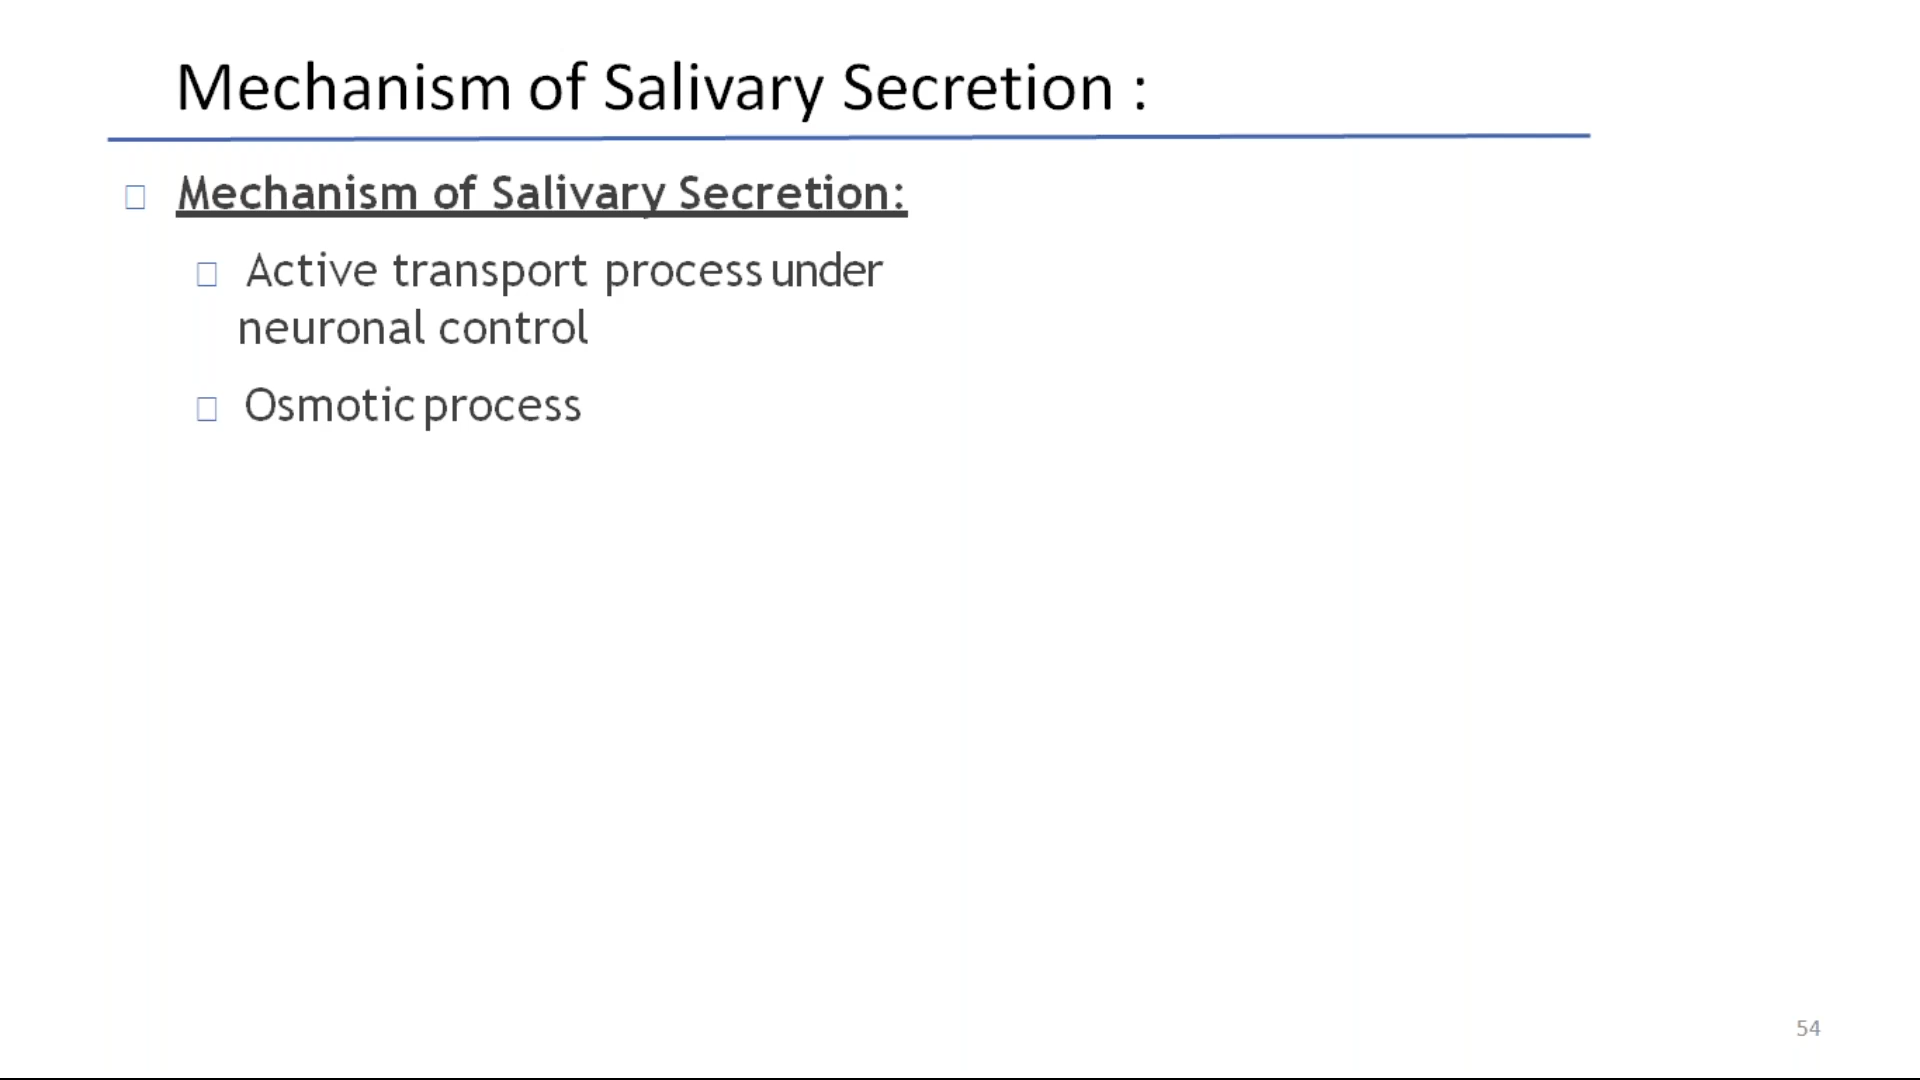 Mechanism of Salivary Secretion :
Mechanism of Salivary Secretion:
Active transport process under
neuronal control
Osmotic process
54